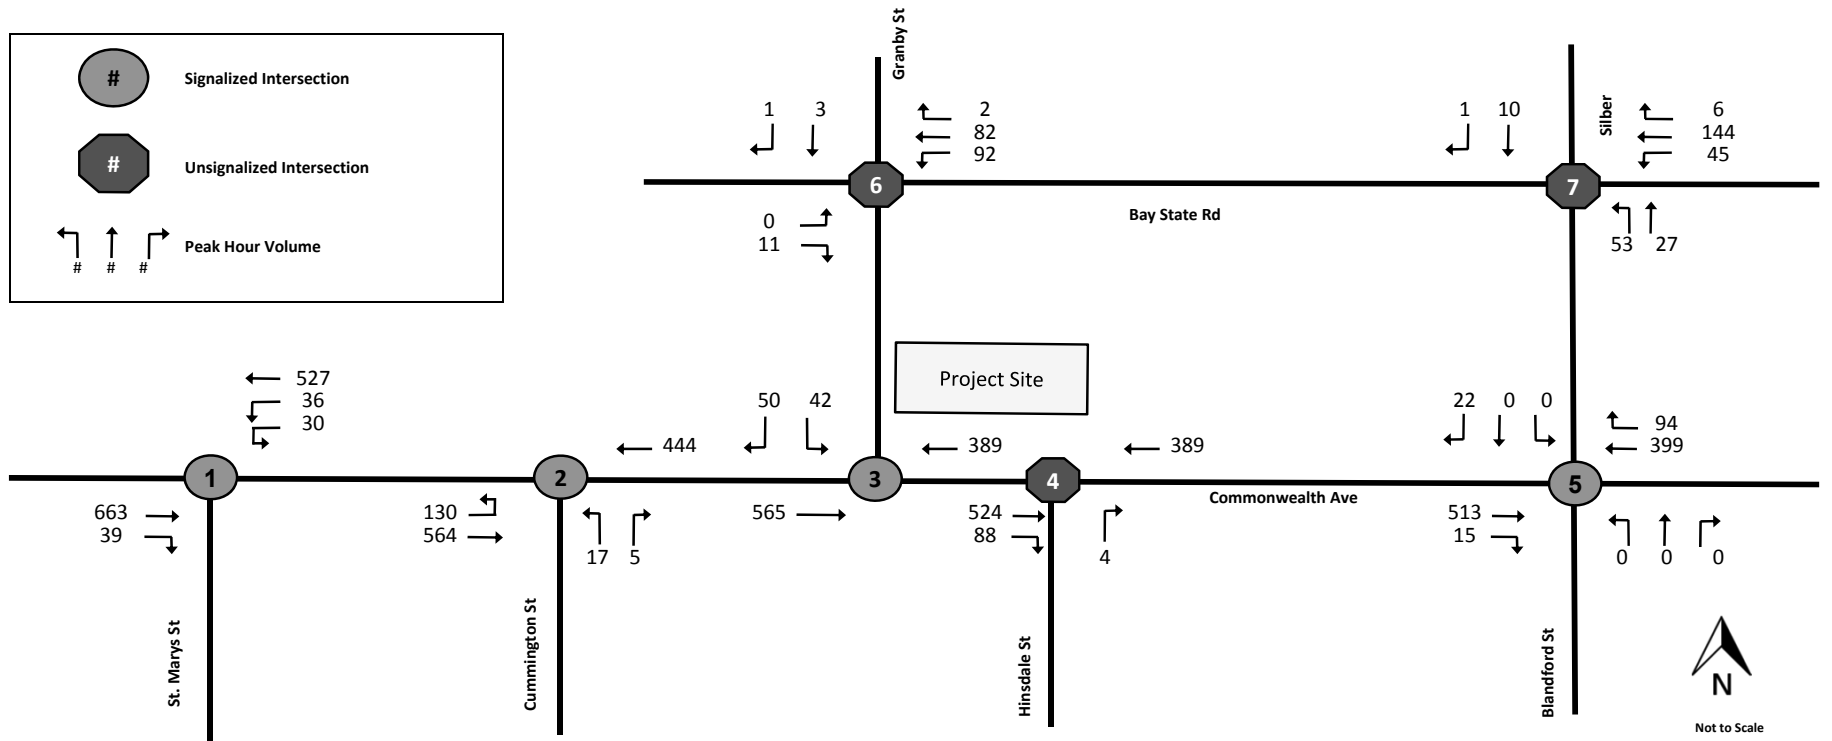 # Signalized Intersection
# Unsignalized Intersection
# # # Peak Hour Volume
Granby St
1 3
2
82
92
6
0
11
Bay State Rd
Silber
1 10
6
144
45
7
53 27
Project Site
527
36
30
1
663
39
St. Marys St
444
2
130
564
17 5
Cummington St
50 42
389
3
565
389
4
524
88
4
Hinsdale St
Commonwealth Ave
22 0 0
94
399
5
513
15
0 0 0
Blandford St
N
Not to Scale